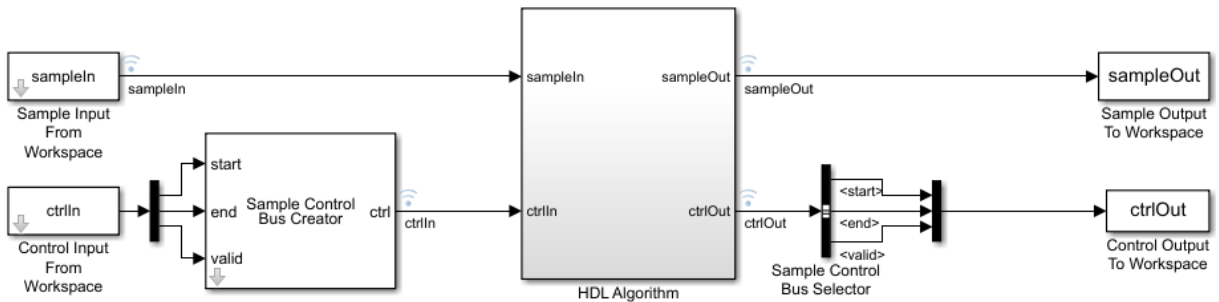 sampleIn
sampleIn
Sample Input
From
Workspace
sampleIn
sampleOut
sampleOut
sampleOut
Sample Output
To Workspace
ctrlIn
Control Input
From
Workspace
start
end
valid
Sample Control
Bus Creator
ctrl
ctrlIn
ctrlIn
ctrlOut
HDL Algorithm
ctrlOut
<start>
<end>
<valid>
Sample Control
Bus Selector
ctrlOut
Control Output
To Workspace